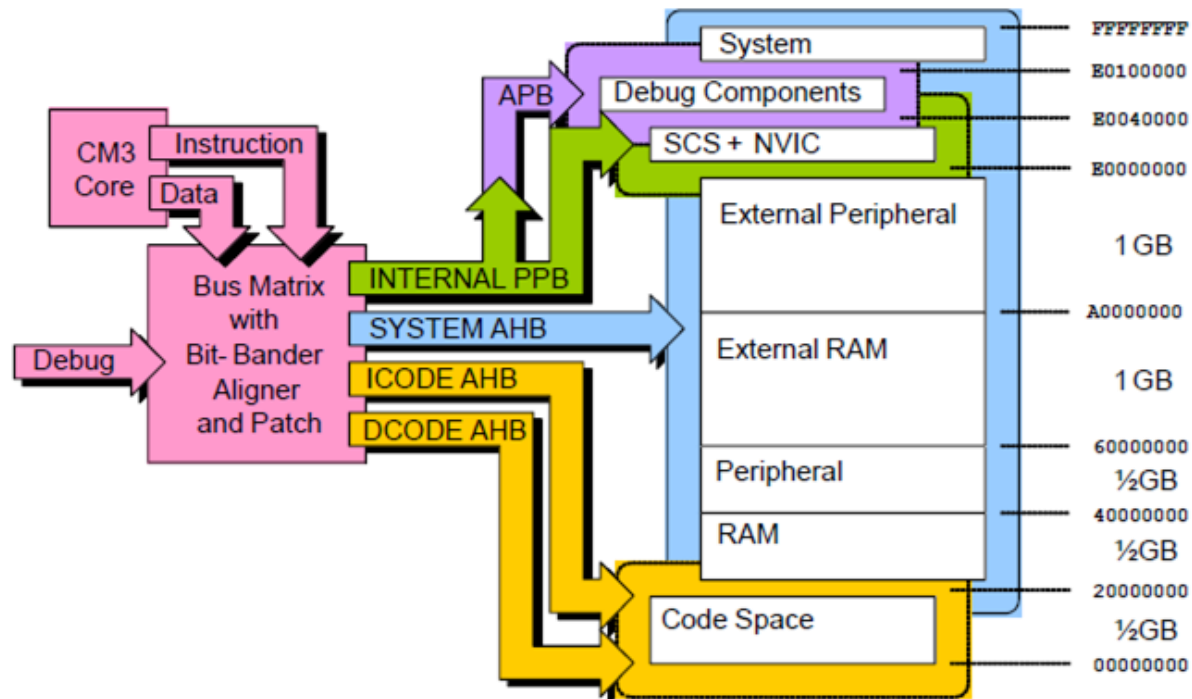 CM3
Core
Instruction
Data
Debug
Bus Matrix
with
Bit- Bander
Aligner
and Patch
APB
INTERNAL PPB
SYSTEM AHB
ICODE AHB
DCODE AHB
System
Debug Components
SCS + NVIC
External Peripheral
External RAM
Peripheral
RAM
Code Space
FFFFFFFF
E0100000
E0040000
E0000000
1GB
A0000000
1GB
60000000
½GB
40000000
½GB
20000000
½GB
00000000